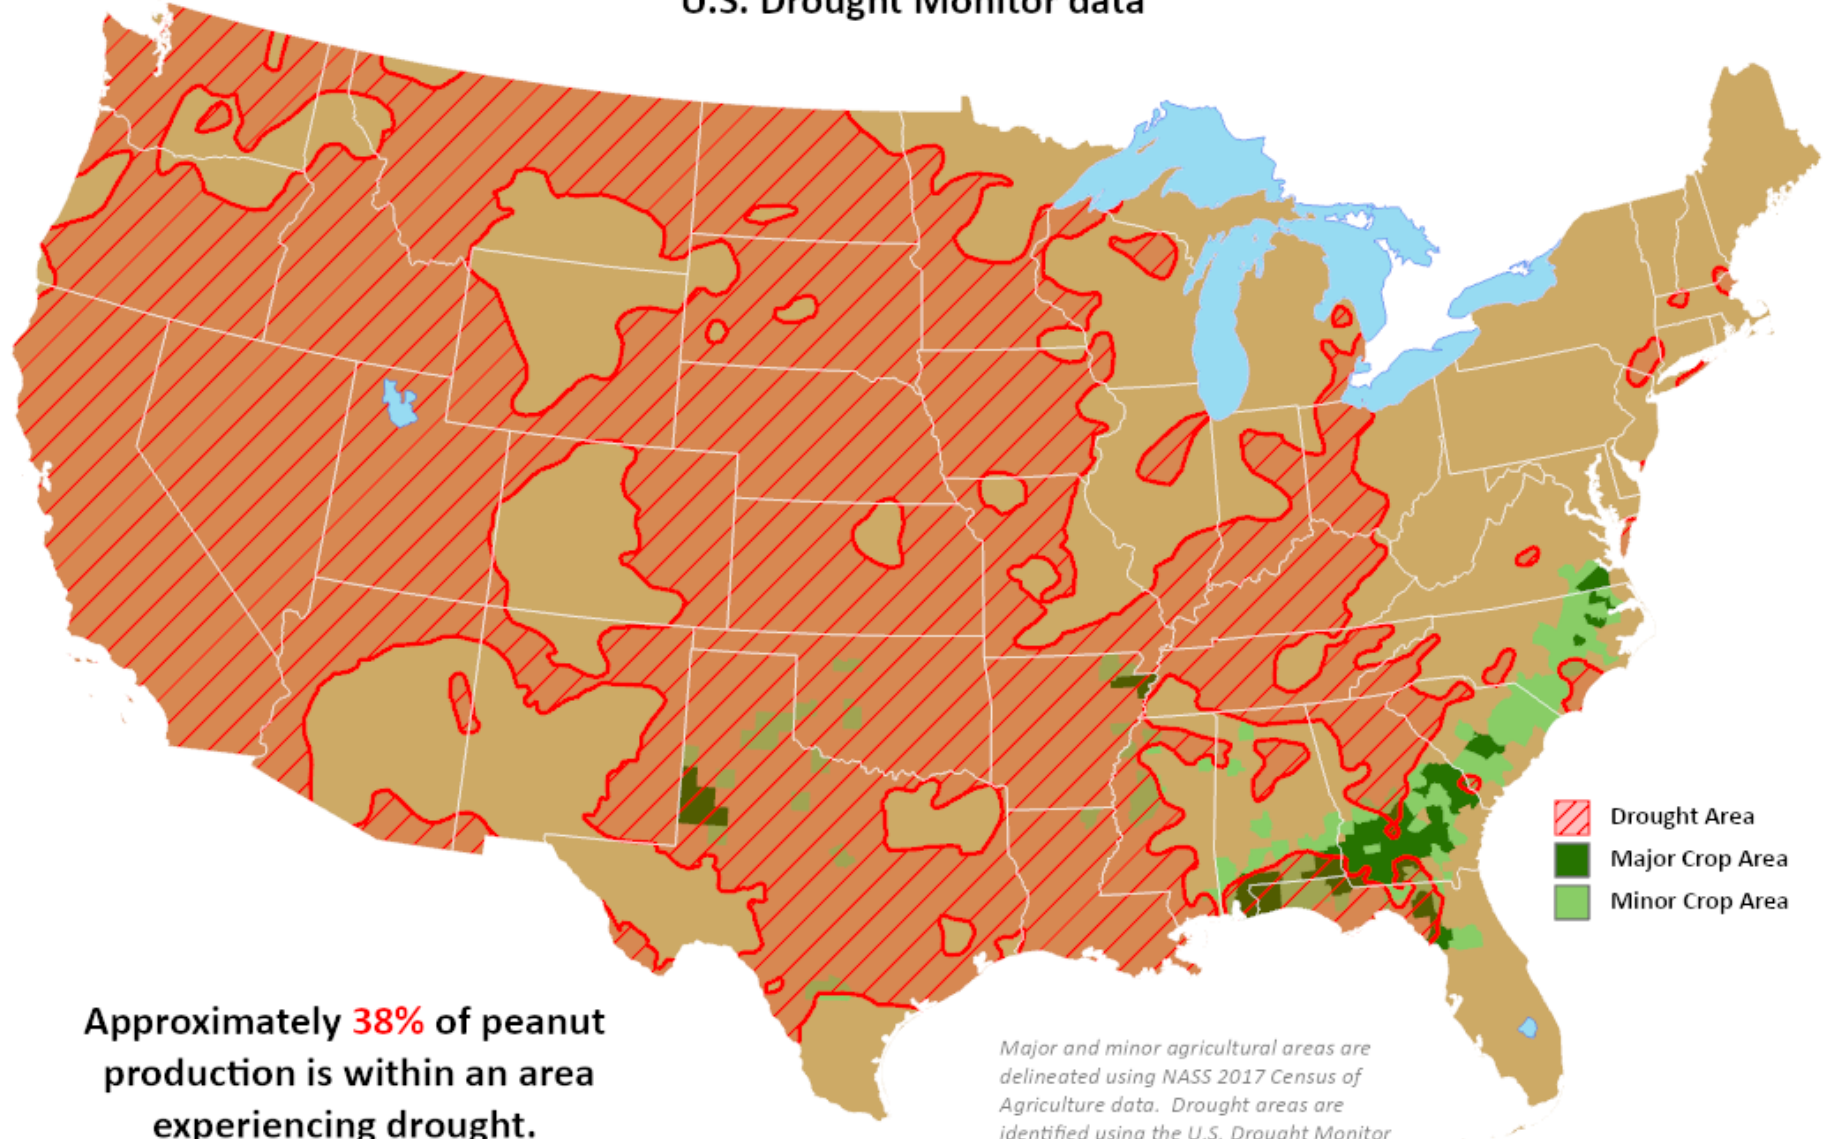 U.S. Drought Monitor data
Drought Area
Major Crop Area
Minor Crop Area
Approximately 38% of peanut
production is within an area
experiencing drought.
Major and minor agricultural areas are
delineated using NASS 2017 Census of
Agriculture data. Drought areas are
identified using the U.S. Drought Monitor